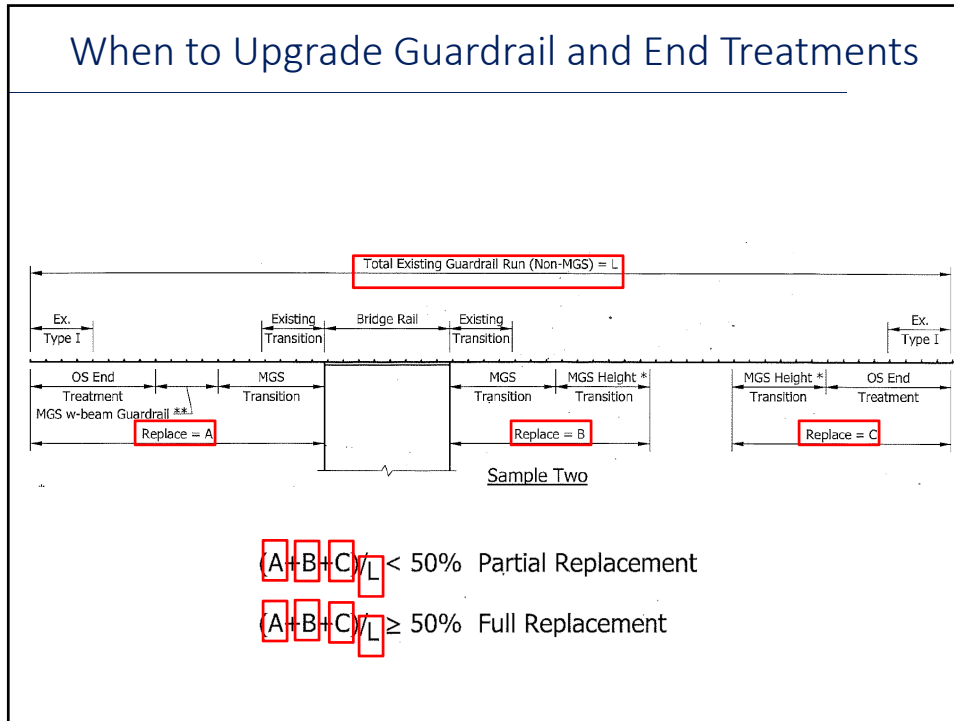 When to Upgrade Guardrail and End Treatments
Total Existing Guardrail Run (Non-MGS) = L
Ex.
Type I
Existing
Transition
Bridge Rail
Existing
Transition
Ex.
Type I
OS End
Treatment
MGS w-beam Guardrail **
MGS
Transition
MGS
Transition
MGS Height *
Transition
MGS Height *
Transition
OS End
Treatment
Replace = A
Replace = B
Replace = C
Sample Two
(A+B+C)/L < 50% Partial Replacement
(A+B+C)/L ≥ 50% Full Replacement